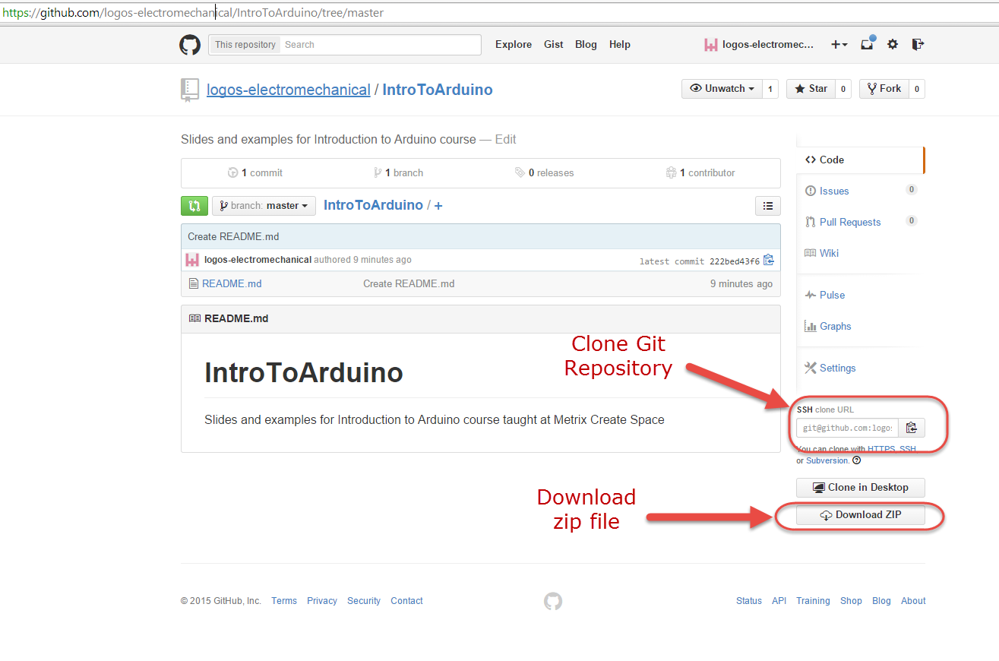 https://github.com/logos-electromechanical/IntroToArduino/tree/master
This repository Search Explore Gist Blog Help logos-electromec... +
logos-electromechanical / IntroToArduino Unwatch 1 Star 0 Fork 0
Slides and examples for Introduction to Arduino course — Edit
1 commit 1 branch 0 releases 1 contributor
branch: master IntroToArduino / +
Create README.md
logos-electromechanical authored 9 minutes ago latest commit 222bed43f6
README.md Create README.md 9 minutes ago
README.md
IntroToArduino
Slides and examples for Introduction to Arduino course taught at Metrix Create Space
Code
Issues 0
Pull Requests 0
Wiki
Pulse
Graphs
Settings
Clone Git
Repository
SSH clone URL
git@github.com:logos
You can clone with HTTPS, SSH,
or Subversion. ?
Clone in Desktop
Download
zip file
Download ZIP
© 2015 GitHub, Inc. Terms Privacy Security Contact Status API Training Shop Blog About